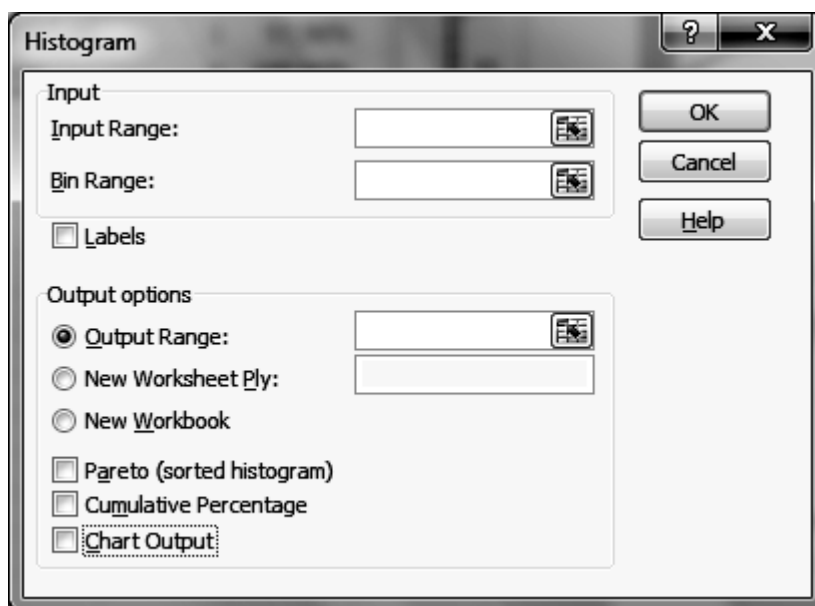 Histogram
?
X
Input
Input Range:
OK
Bin Range:
Cancel
Labels
Help
Output options
Output Range:
New Worksheet Ply:
New Workbook
Pareto (sorted histogram)
Cumulative Percentage
Chart Output